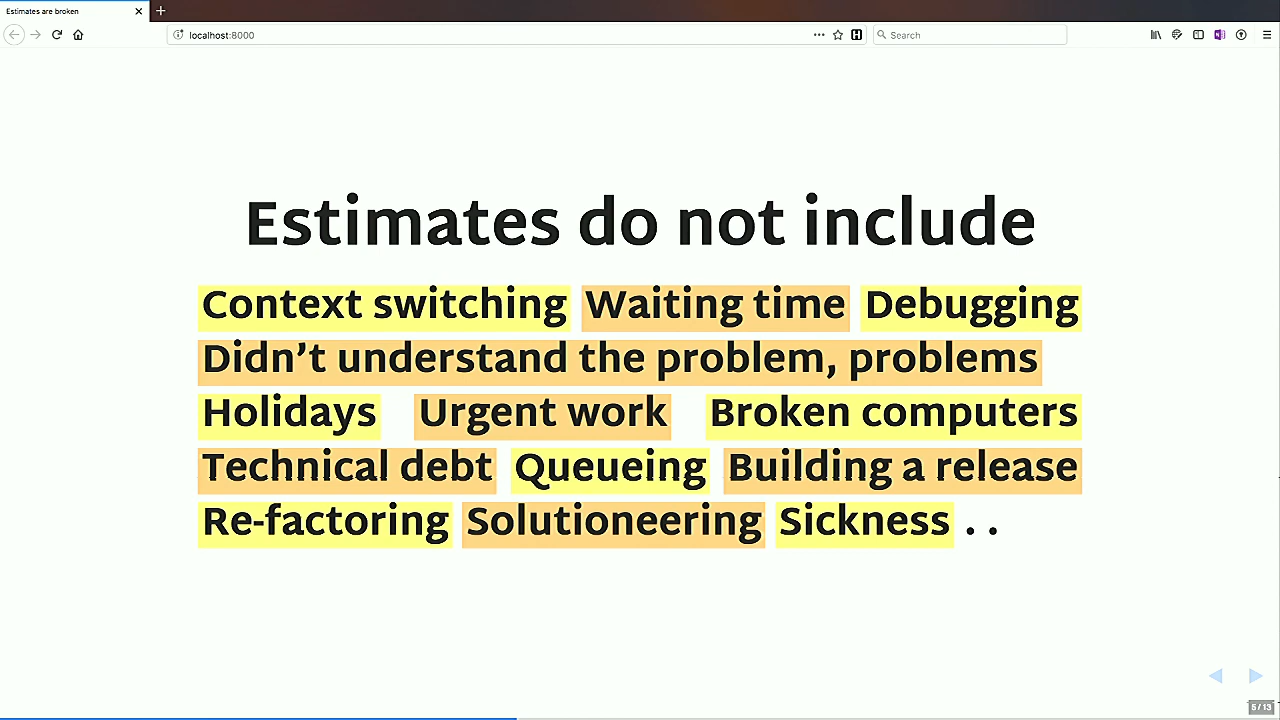 Estimates are broken
localhost:8000
Search
Estimates do not include
Context switching Waiting time Debugging
Didn’t understand the problem, problems
Holidays Urgent work Broken computers
Technical debt Queueing Building a release
Re-factoring Solutioneering Sickness . .
5 / 13